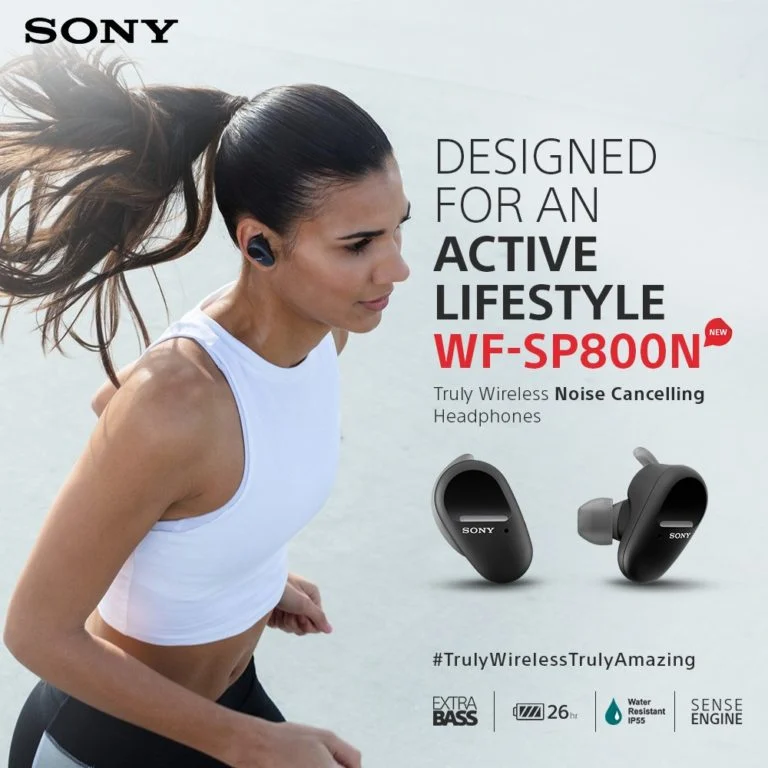 SONY
DESIGNED
FOR AN
ACTIVE
LIFESTYLE
WF-SP800N NEW
Truly Wireless Noise Cancelling
Headphones
SONY
SONY
#TrulyWirelessTrulyAmazing
EXTRA
BASS
26hr
Water
Resistant
IP55
SENSE
ENGINE